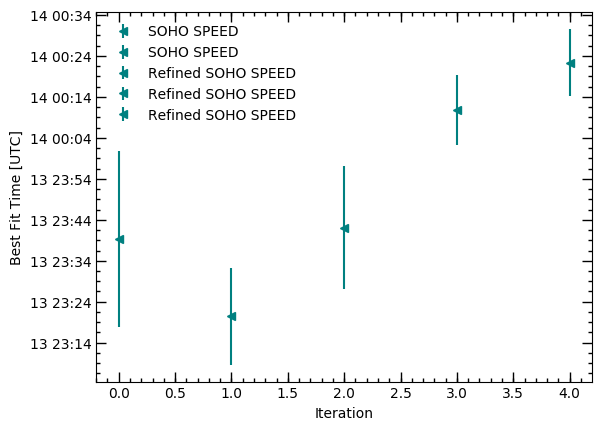 14 00:34
14 00:24
14 00:14
14 00:04
13 23:54
13 23:44
13 23:34
13 23:24
13 23:14
Best Fit Time [UTC]
SOHO SPEED
SOHO SPEED
Refined SOHO SPEED
Refined SOHO SPEED
Refined SOHO SPEED
0.0 0.5 1.0 1.5 2.0 2.5 3.0 3.5 4.0
Iteration